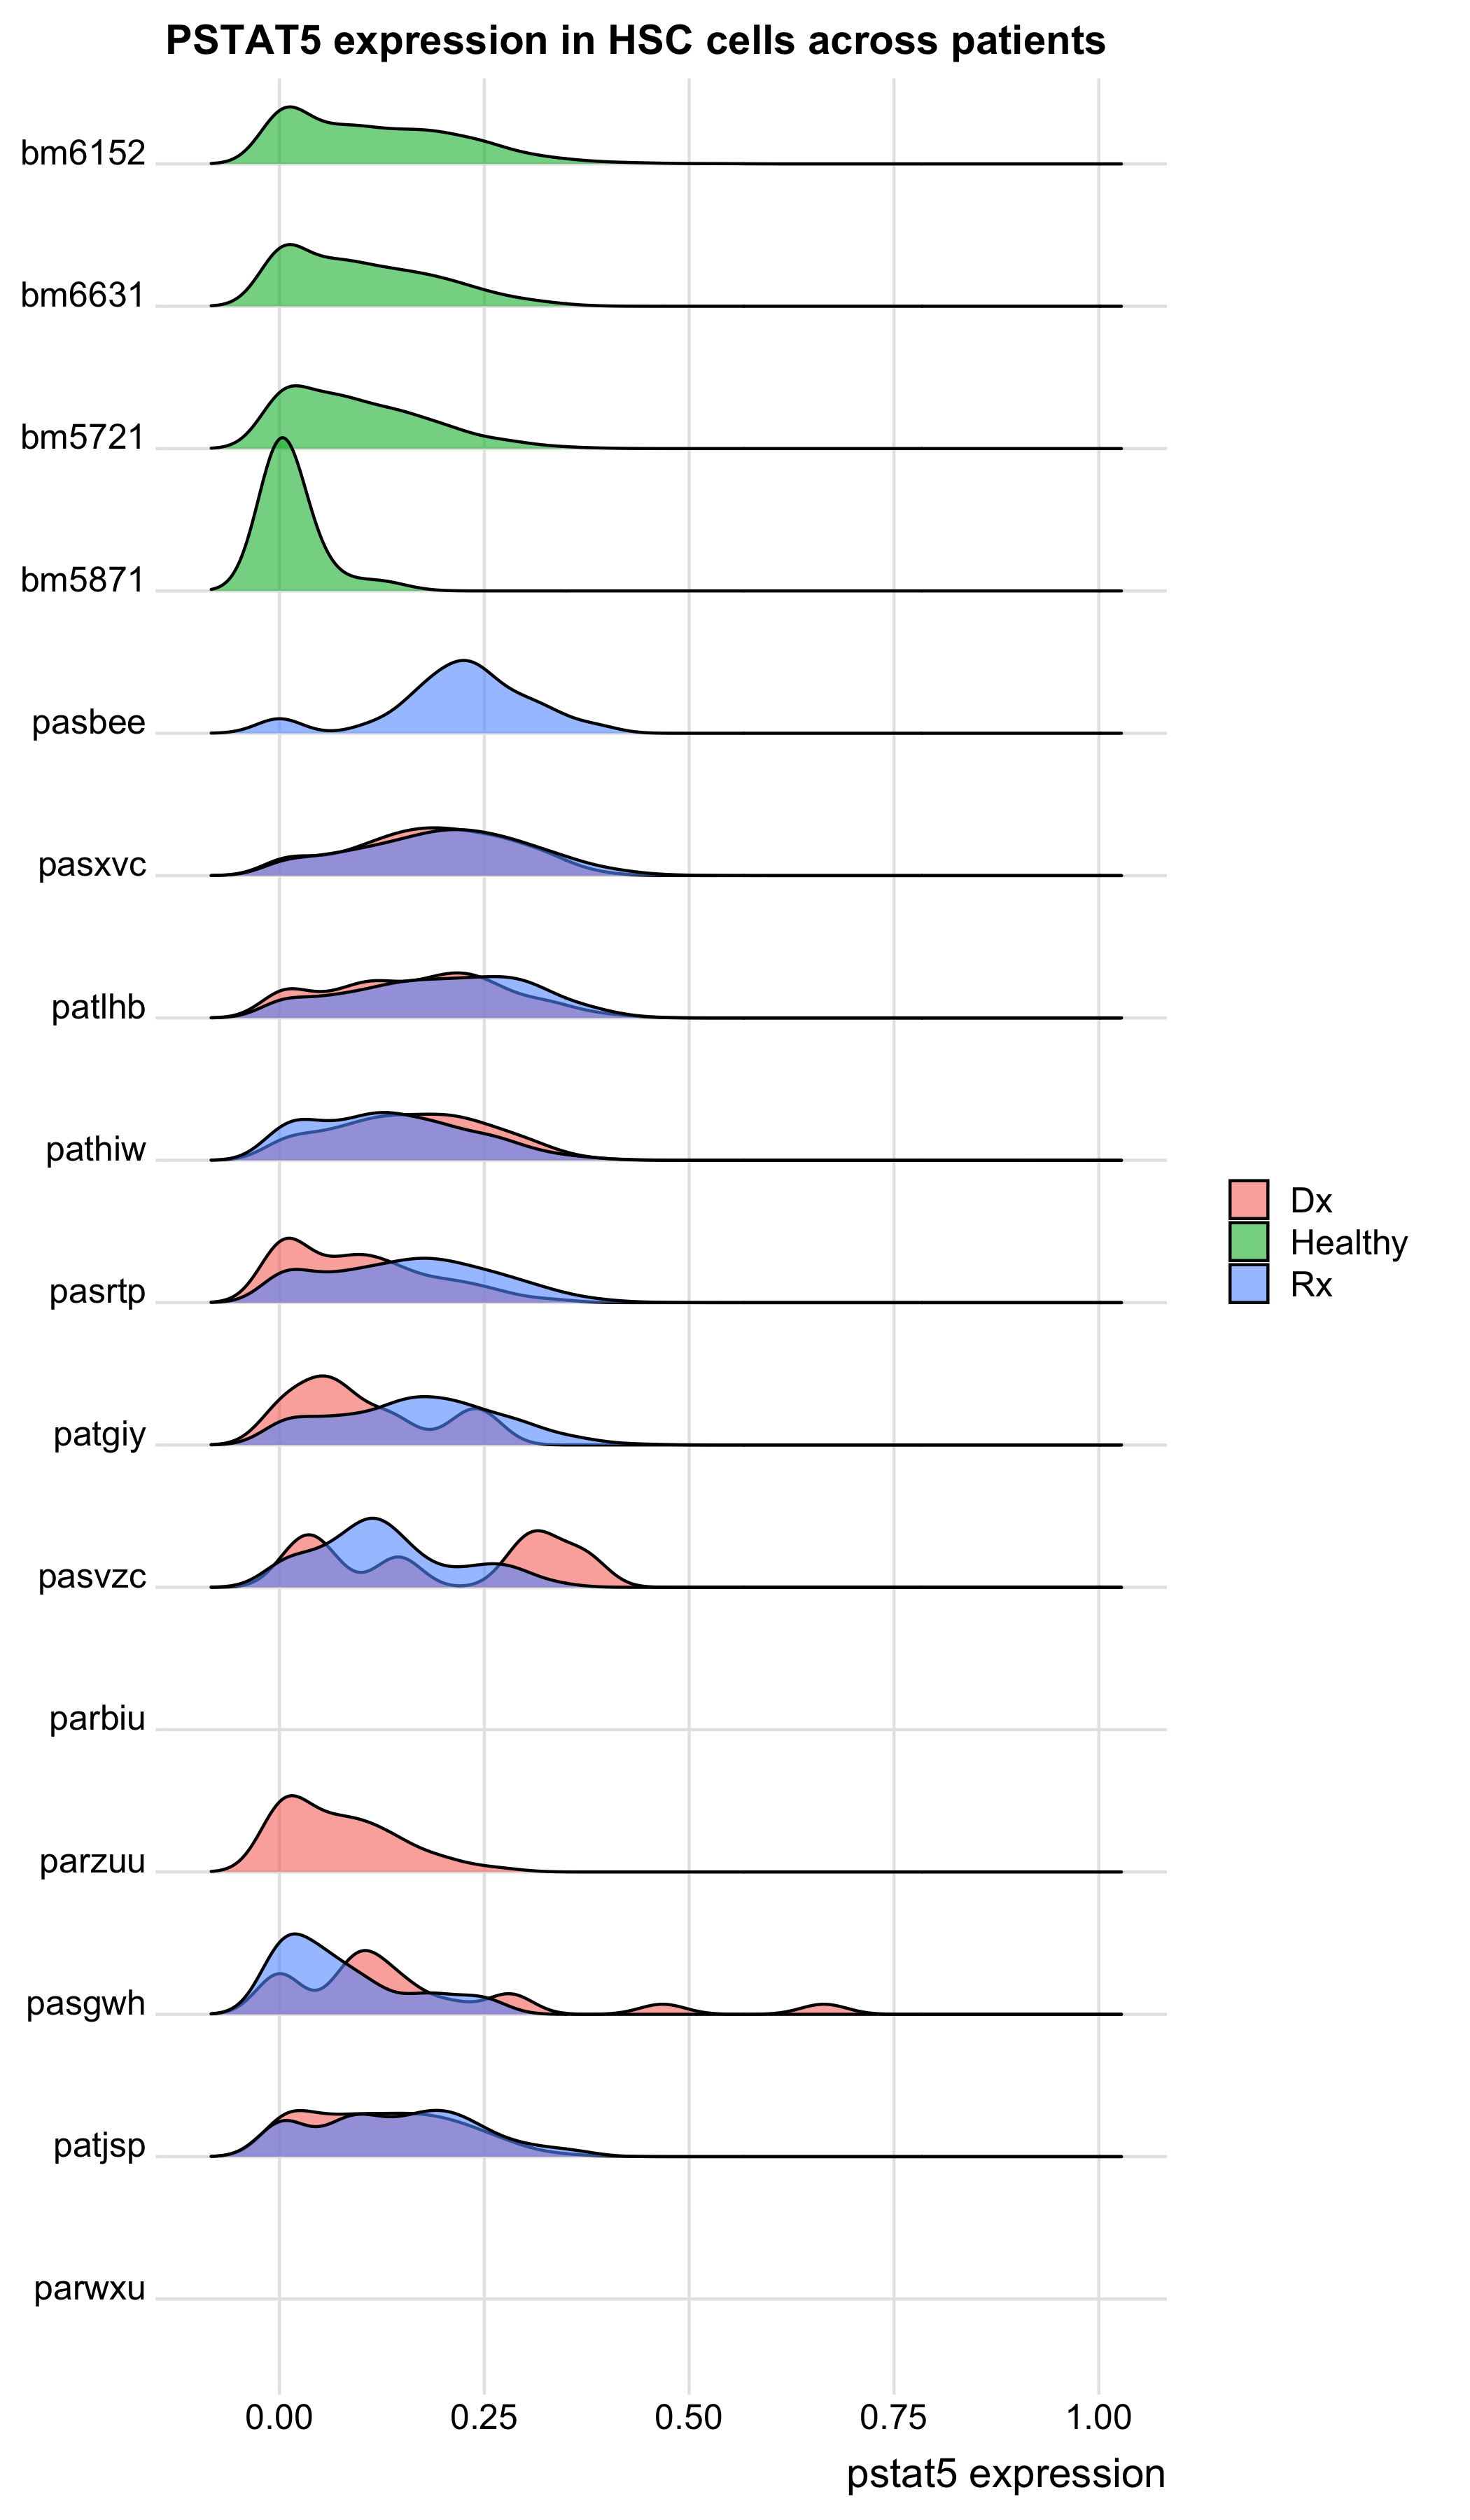 PSTAT5 expression in HSC cells across patients
bm6152
bm6631
bm5721
bm5871
pasbee
pasxvc
patlhb
pathiw
pasrtp
patgiy
pasvzc
parbiu
parzuu
pasgwh
patjsp
parwxu
Dx
Healthy
Rx
0.00 0.25 0.50 0.75 1.00
pstat5 expression